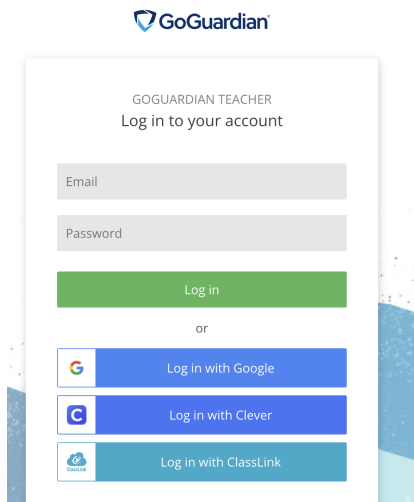 GoGuardian
GOGUARDIAN TEACHER
Log in to your account
Email
Password
Log in
or
Log in with Google
Log in with Clever
ClassLink
Log in with ClassLink